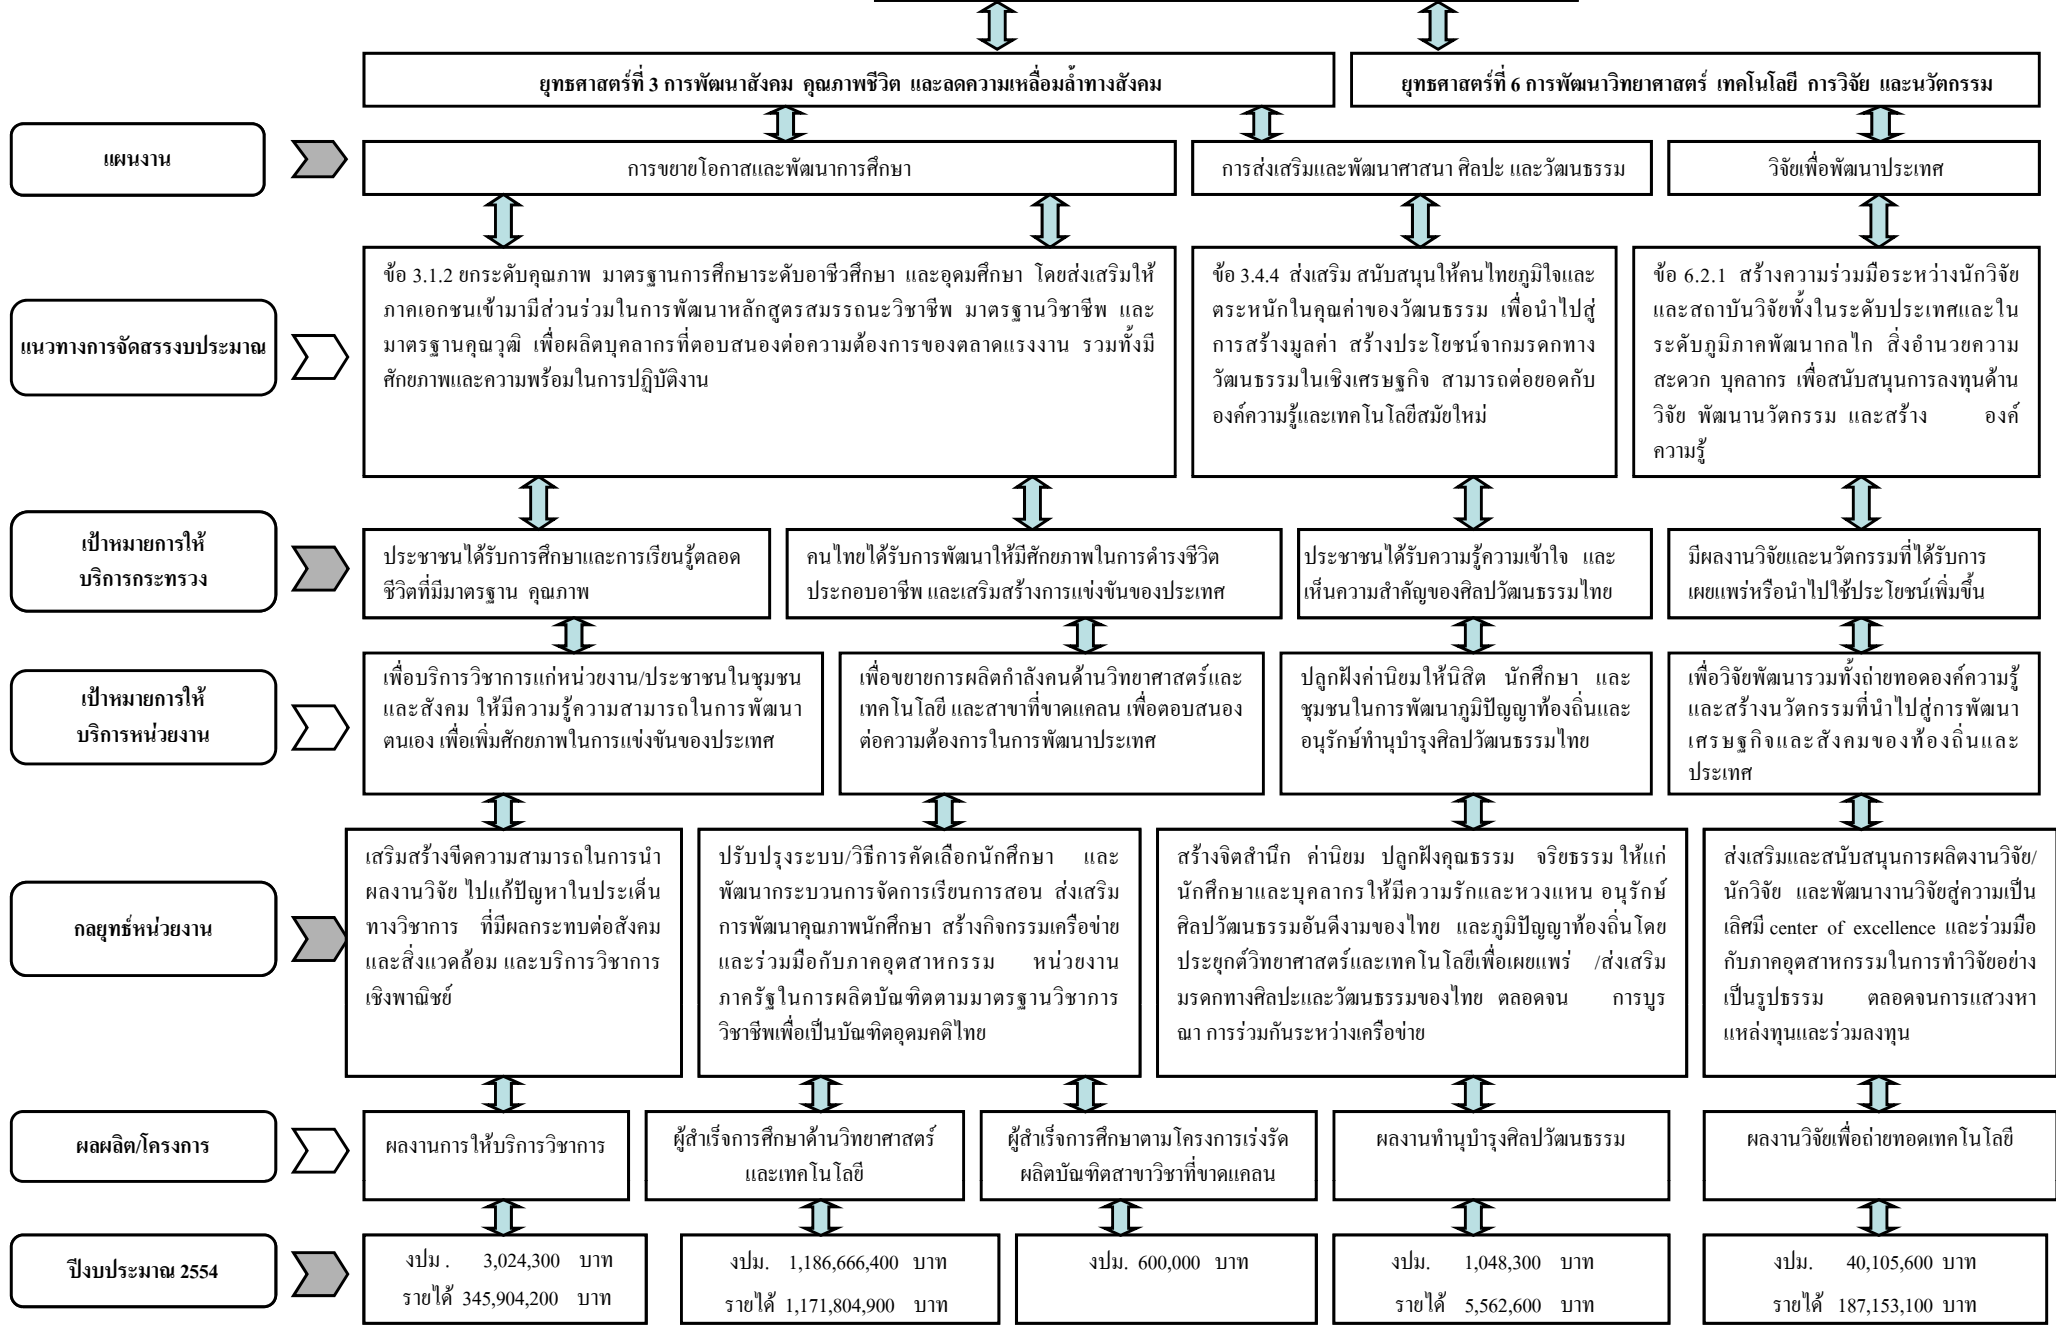 ยุทธศาสตร์ที่ 3 การพัฒนาสังคม คุณภาพชีวิต และลดความเหลื่อมล้ำทางสังคม
ยุทธศาสตร์ที่ 6 การพัฒนาวิทยาศาสตร์ เทคโนโลยี การวิจัย และนวัตกรรม
แผนงาน
การขยายโอกาสและพัฒนาการศึกษา
การส่งเสริมและพัฒนาศาสนา ศิลปะ และวัฒนธรรม
วิจัยเพื่อพัฒนาประเทศ
แนวทางการจัดสรรงบประมาณ
ข้อ 3.1.2 ยกระดับคุณภาพ มาตรฐานการศึกษาระดับอาชีวศึกษา และอุดมศึกษา โดยส่งเสริมให้
ภาคเอกชนเข้ามามีส่วนร่วมในการพัฒนาหลักสูตรสมรรถนะวิชาชีพ มาตรฐานวิชาชีพ และ
มาตรฐานคุณวุฒิ เพื่อผลิตบุคลากรที่ตอบสนองต่อความต้องการของตลาดแรงงาน รวมทั้งมี
ศักยภาพและความพร้อมในการปฏิบัติงาน
ข้อ 3.4.4 ส่งเสริม สนับสนุนให้คนไทยภูมิใจและ
ตระหนักในคุณค่าของวัฒนธรรม เพื่อนำไปสู่
การสร้างมูลค่า สร้างประโยชน์จากมรดกทาง
วัฒนธรรมในเชิงเศรษฐกิจ สามารถต่อยอดกับ
องค์ความรู้และเทคโนโลยีสมัยใหม่
ข้อ 6.2.1 สร้างความร่วมมือระหว่างนักวิจัย
และสถาบันวิจัยทั้งในระดับประเทศและใน
ระดับภูมิภาคพัฒนากลไก สิ่งอำนวยความ
สะดวก บุคลากร เพื่อสนับสนุนการลงทุนด้าน
วิจัย พัฒนานวัตกรรม และสร้าง องค์
ความรู้
เป้าหมายการให้
บริการกระทรวง
ประชาชนได้รับการศึกษาและการเรียนรู้ตลอด
ชีวิตที่มีมาตรฐาน คุณภาพ
คนไทยได้รับการพัฒนาให้มีศักยภาพในการดำรงชีวิต
ประกอบอาชีพ และเสริมสร้างการแข่งขันของประเทศ
ประชาชนได้รับความรู้ความเข้าใจ และ
เห็นความสำคัญของศิลปวัฒนธรรมไทย
มีผลงานวิจัยและนวัตกรรมที่ได้รับการ
เผยแพร่หรือนำไปใช้ประโยชน์เพิ่มขึ้น
เป้าหมายการให้
บริการหน่วยงาน
เพื่อบริการวิชาการแก่หน่วยงาน/ประชาชนในชุมชน
และสังคม ให้มีความรู้ความสามารถในการพัฒนา
ตนเอง เพื่อเพิ่มศักยภาพในการแข่งขันของประเทศ
เพื่อขยายการผลิตกำลังคนด้านวิทยาศาสตร์และ
เทคโนโลยี และสาขาที่ขาดแคลน เพื่อตอบสนอง
ต่อความต้องการในการพัฒนาประเทศ
ปลูกฝังค่านิยมให้นิสิต นักศึกษา และ
ชุมชนในการพัฒนาภูมิปัญญาท้องถิ่นและ
อนุรักษ์ทำนุบำรุงศิลปวัฒนธรรมไทย
เพื่อวิจัยพัฒนารวมทั้งถ่ายทอดองค์ความรู้
และสร้างนวัตกรรมที่นำไปสู่การพัฒนา
เศรษฐกิจและสังคมของท้องถิ่นและ
ประเทศ
กลยุทธ์หน่วยงาน
เสริมสร้างขีดความสามารถในการนำ
ผลงานวิจัย ไปแก้ปัญหาในประเด็น
ทางวิชาการ ที่มีผลกระทบต่อสังคม
และสิ่งแวดล้อม และบริการวิชาการ
เชิงพาณิชย์
ปรับปรุงระบบ/วิธีการคัดเลือกนักศึกษา และ
พัฒนากระบวนการจัดการเรียนการสอน ส่งเสริม
การพัฒนาคุณภาพนักศึกษา สร้างกิจกรรมเครือข่าย
และร่วมมือกับภาคอุตสาหกรรม หน่วยงาน
ภาครัฐในการผลิตบัณฑิตตามมาตรฐานวิชาการ
วิชาชีพเพื่อเป็นบัณฑิตอุดมคติไทย
สร้างจิตสำนึก ค่านิยม ปลูกฝังคุณธรรม จริยธรรม ให้แก่
นักศึกษาและบุคลากรให้มีความรักและหวงแหน อนุรักษ์
ศิลปวัฒนธรรมอันดีงามของไทย และภูมิปัญญาท้องถิ่นโดย
ประยุกต์วิทยาศาสตร์และเทคโนโลยีเพื่อเผยแพร่ /ส่งเสริม
มรดกทางศิลปะและวัฒนธรรมของไทย ตลอดจน การบูร
ณา การร่วมกันระหว่างเครือข่าย
ส่งเสริมและสนับสนุนการผลิตงานวิจัย/
นักวิจัย และพัฒนางานวิจัยสู่ความเป็น
เลิศมี center of excellence และร่วมมือ
กับภาคอุตสาหกรรมในการทำวิจัยอย่าง
เป็นรูปธรรม ตลอดจนการแสวงหา
แหล่งทุนและร่วมลงทุน
ผลผลิต/โครงการ
ผลงานการให้บริการวิชาการ
ผู้สำเร็จการศึกษาด้านวิทยาศาสตร์
และเทคโนโลยี
ผู้สำเร็จการศึกษาตามโครงการเร่งรัด
ผลิตบัณฑิตสาขาวิชาที่ขาดแคลน
ผลงานทำนุบำรุงศิลปวัฒนธรรม
ผลงานวิจัยเพื่อถ่ายทอดเทคโนโลยี
ปีงบประมาณ 2554
งปม . 3,024,300 บาท
รายได้ 345,904,200 บาท
งปม. 1,186,666,400 บาท
รายได้ 1,171,804,900 บาท
งปม. 600,000 บาท
งปม. 1,048,300 บาท
รายได้ 5,562,600 บาท
งปม. 40,105,600 บาท
รายได้ 187,153,100 บาท